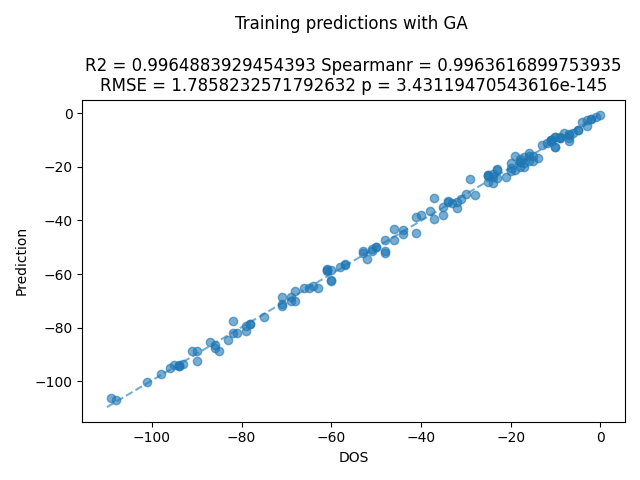 Training predictions with GA
R2 = 0.9964883929454393 Spearmanr = 0.9963616899753935
RMSE = 1.7858232571792632 p = 3.43119470543616e-145
0
−20
−40
−60
−80
−100
Prediction
−100 −80 −60 −40 −20 0
DOS